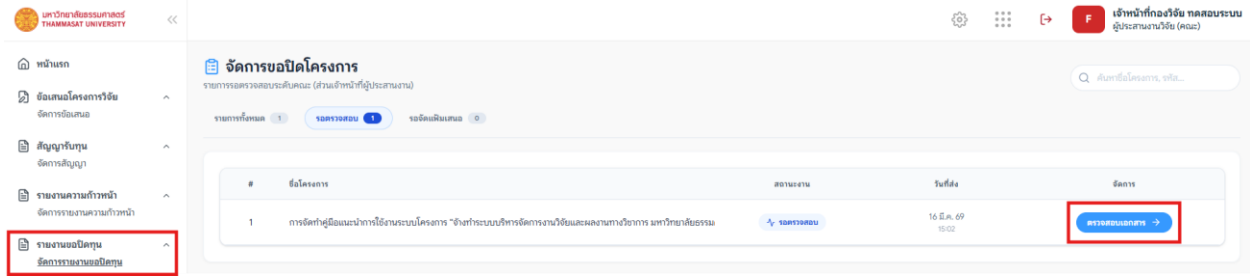 มหาวิทยาลัยธรรมศาสตร์
THAMMASAT UNIVERSITY
F
เจ้าหน้าที่กองวิจัย ทดสอบระบบ
ผู้ประสานงานวิจัย (คณะ)
หน้าแรก
ข้อเสนอโครงการวิจัย
จัดการข้อเสนอ
สัญญารับทุน
จัดการสัญญา
รายงานความก้าวหน้า
จัดการรายงานความก้าวหน้า
รายงานขอปิดทุน
จัดการรายงานขอปิดทุน
จัดการขอปิดโครงการ
รายการรอตรวจสอบระดับคณะ (ส่วนเจ้าหน้าที่ผู้ประสานงาน)
ค้นหาชื่อโครงการ, รหัส...
รายการทั้งหมด 1 รอตรวจสอบ 1 รอจัดแฟ้มเสนอ 0
# ชื่อโครงการ สถานะงาน วันที่ส่ง จัดการ
1 การจัดทำคู่มือแนะนำการใช้งานระบบโครงการ "จ้างทำระบบบริหารจัดการงานวิจัยและผลงานทางวิชาการ มหาวิทยาลัยธรรม รอตรวจสอบ 16 มี.ค. 69 ตรวจสอบเอกสาร
15:02